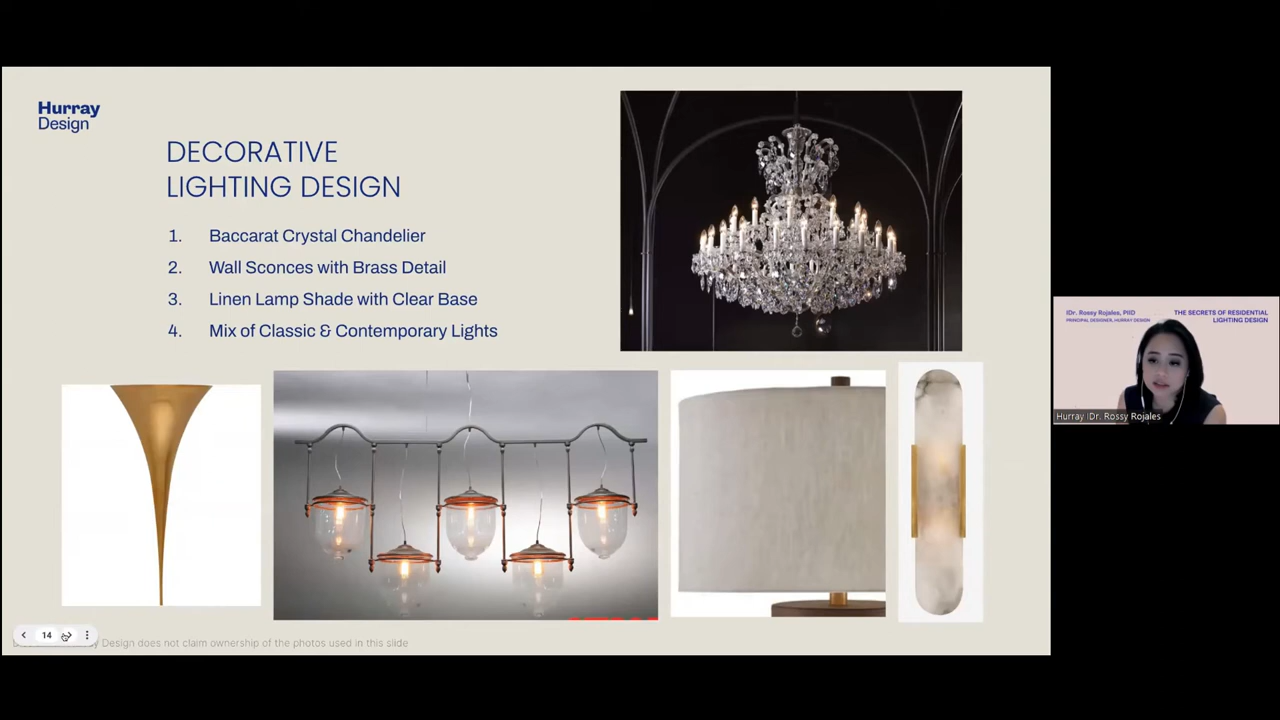 Hurray
Design
DECORATIVE
LIGHTING DESIGN
1. Baccarat Crystal Chandelier
2. Wall Sconces with Brass Detail
3. Linen Lamp Shade with Clear Base
4. Mix of Classic & Contemporary Lights
14
Design does not claim ownership of the photos used in this slide
IDr. Rossy Rojales, PIID
PRINCIPAL DESIGNER, HURRAY DESIGN
THE SECRETS OF RESIDENTIAL
LIGHTING DESIGN
Hurray IDr. Rossy Rojales